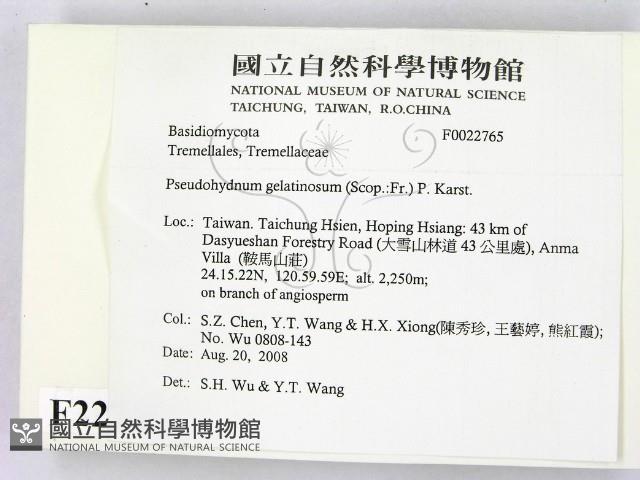 國立自然科學博物館
NATIONAL MUSEUM OF NATURAL SCIENCE
TAICHUNG, TAIWAN, R.O.CHINA
Basidiomycota F0022765
Tremellales, Tremellaceae
Pseudohydnum gelatinosum (Scop.:Fr.) P. Karst.
Loc.: Taiwan. Taichung Hsien, Hoping Hsiang: 43 km of
Dasyueshan Forestry Road (大雪山林道 43 公里處), Anma
Villa (鞍馬山莊)
24.15.22N, 120.59.59E; alt. 2,250m;
on branch of angiosperm
Col.: S.Z. Chen, Y.T. Wang & H.X. Xiong(陳秀珍, 王藝婷, 熊紅霞);
No. Wu 0808-143
Date: Aug. 20, 2008
Det.: S.H. Wu & Y.T. Wang
F22
國立自然科學博物館
NATIONAL MUSEUM OF NATURAL SCIENCE